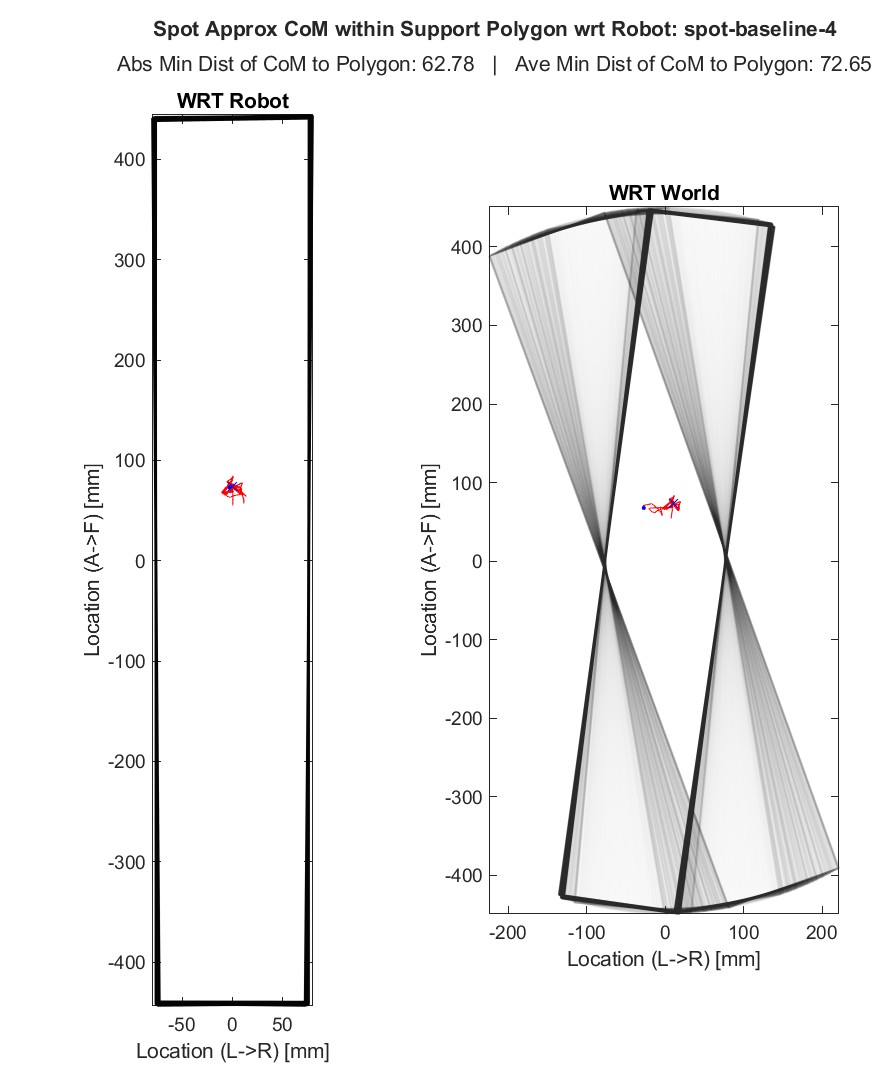 Spot Approx CoM within Support Polygon wrt Robot: spot-baseline-4
Abs Min Dist of CoM to Polygon: 62.78 | Ave Min Dist of CoM to Polygon: 72.65
WRT Robot
400
300
200
100
0
-100
-200
-300
-400
Location (A->F) [mm]
-50 0 50
Location (L->R) [mm]
WRT World
400
300
200
100
0
-100
-200
-300
-400
Location (A->F) [mm]
-200 -100 0 100 200
Location (L->R) [mm]